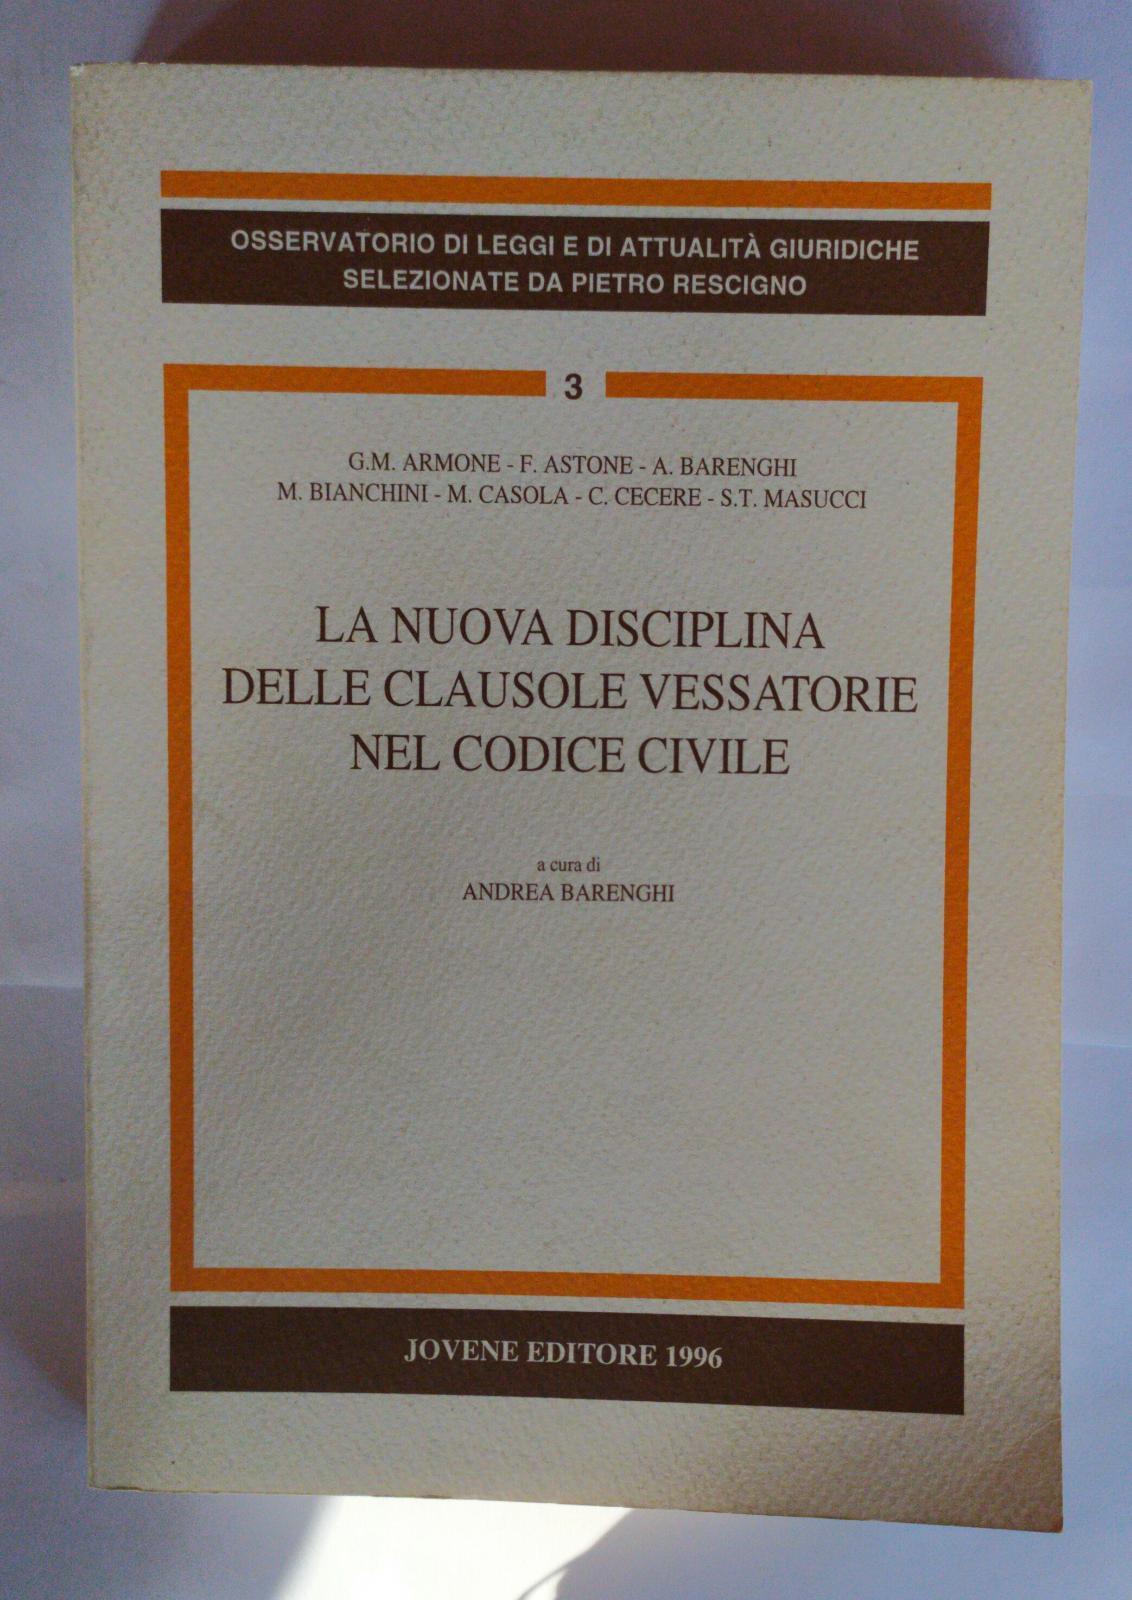 OSSERVATORIO DI LEGGI E DI ATTUALITÀ GIURIDICHE
SELEZIONATE DA PIETRO RESCIGNO
3
G.M. ARMONE - F. ASTONE - A. BARENGHI
M. BIANCHINI - M. CASOLA - C. CECERE - S.T. MASUCCI
LA NUOVA DISCIPLINA
DELLE CLAUSOLE VESSATORIE
NEL CODICE CIVILE
a cura di
ANDREA BARENGHI
JOVENE EDITORE 1996